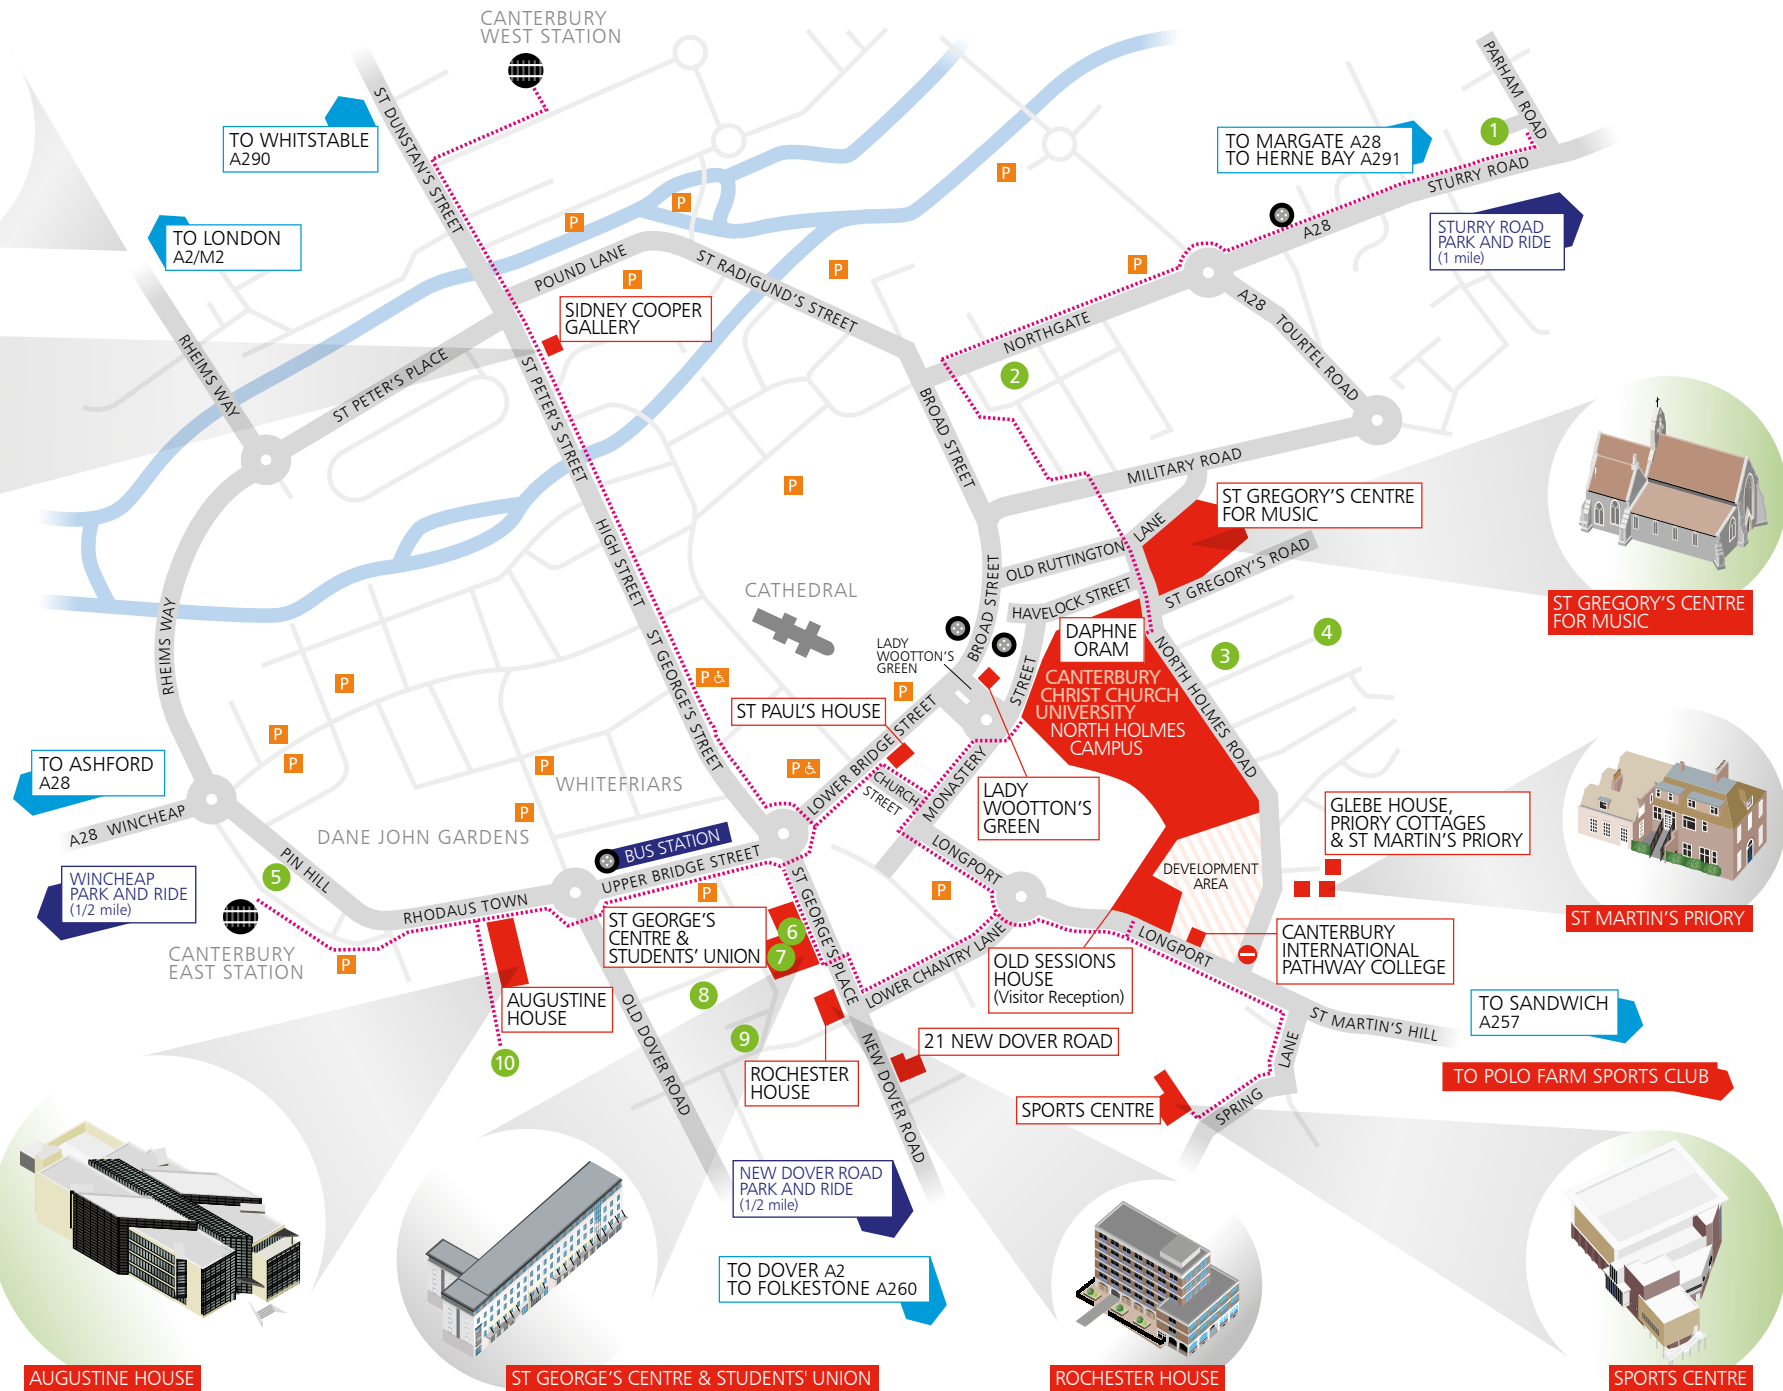 CANTERBURY
WEST STATION
ST DUNSTAN'S STREET
TO WHITSTABLE
A290
TO LONDON
A2/M2
PARHAM ROAD
1
TO MARGATE A28
TO HERNE BAY A291
STURRY ROAD
STURRY ROAD
PARK AND RIDE
(1 mile)
A28
P
P
P
P
P
P
POUND LANE
ST RADIGUND'S STREET
SIDNEY COOPER
GALLERY
A28
TOURTEL ROAD
NORTHGATE
2
RHEIMS WAY
ST PETER'S PLACE
ST PETER'S STREET
BROAD STREET
MILITARY ROAD
P
HIGH STREET
ST GREGORY'S CENTRE
FOR MUSIC
OLD RUTTINGTON LANE
ST GREGORY'S ROAD
HAVELOCK STREET
BROAD STREET
CATHEDRAL
ST GREGORY'S CENTRE
FOR MUSIC
RHEIMS WAY
LADY
WOOTTON'S
GREEN
DAPHNE
ORAM
3
4
CANTERBURY
CHRIST CHURCH
UNIVERSITY
NORTH HOLMES
CAMPUS
STREET
NORTH HOLMES ROAD
ST GEORGE'S STREET
P
P
P
ST PAUL'S HOUSE
LOWER BRIDGE STREET
P
P
P
P
P
WHITEFRIARS
TO ASHFORD
A28
A28 WINCHEAP
CHURCH
STREET
MONASTERY
LADY
WOOTTON'S
GREEN
GLEBE HOUSE,
PRIORY COTTAGES
& ST MARTIN'S PRIORY
DANE JOHN GARDENS
BUS STATION
UPPER BRIDGE STREET
LONGPORT
DEVELOPMENT
AREA
PIN HILL
5
WINCHEAP
PARK AND RIDE
(1/2 mile)
RHODAUS TOWN
P
P
ST GEORGE'S PLACE
ST MARTIN'S PRIORY
ST GEORGE'S
CENTRE &
STUDENTS' UNION
6
7
CANTERBURY
EAST STATION
P
LOWER CHANTRY LANE
OLD SESSIONS
HOUSE
(Visitor Reception)
LONGPORT
CANTERBURY
INTERNATIONAL
PATHWAY COLLEGE
AUGUSTINE
HOUSE
8
OLD DOVER ROAD
TO SANDWICH
A257
ST MARTIN'S HILL
9
10
21 NEW DOVER ROAD
NEW DOVER ROAD
ROCHESTER
HOUSE
SPRING LANE
TO POLO FARM SPORTS CLUB
SPORTS CENTRE
NEW DOVER ROAD
PARK AND RIDE
(1/2 mile)
TO DOVER A2
TO FOLKESTONE A260
AUGUSTINE HOUSE
ST GEORGE'S CENTRE & STUDENTS' UNION
ROCHESTER HOUSE
SPORTS CENTRE